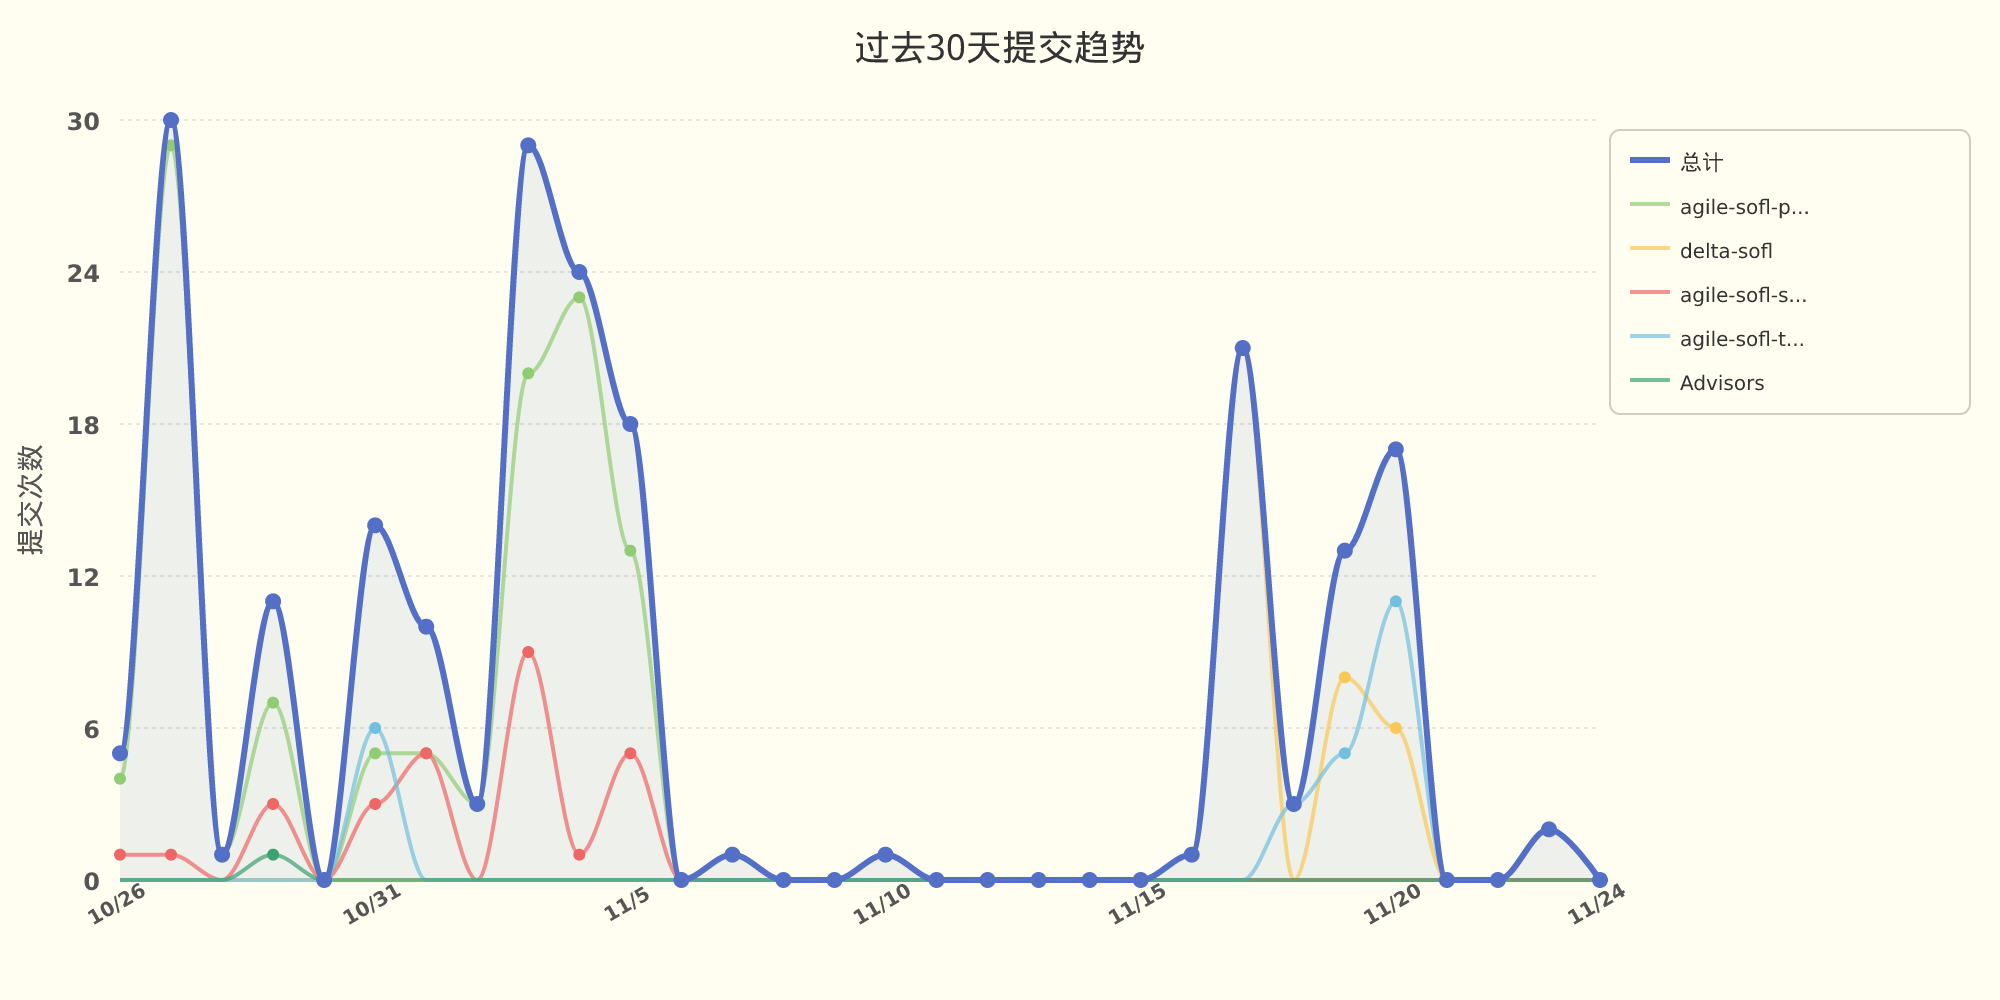 过去30天提交趋势
提交次数
30
24
18
12
6
0
10/26
10/31
11/5
11/10
11/15
11/20
11/24
总计
agile-sofl-p...
delta-sofl
agile-sofl-s...
agile-sofl-t...
Advisors